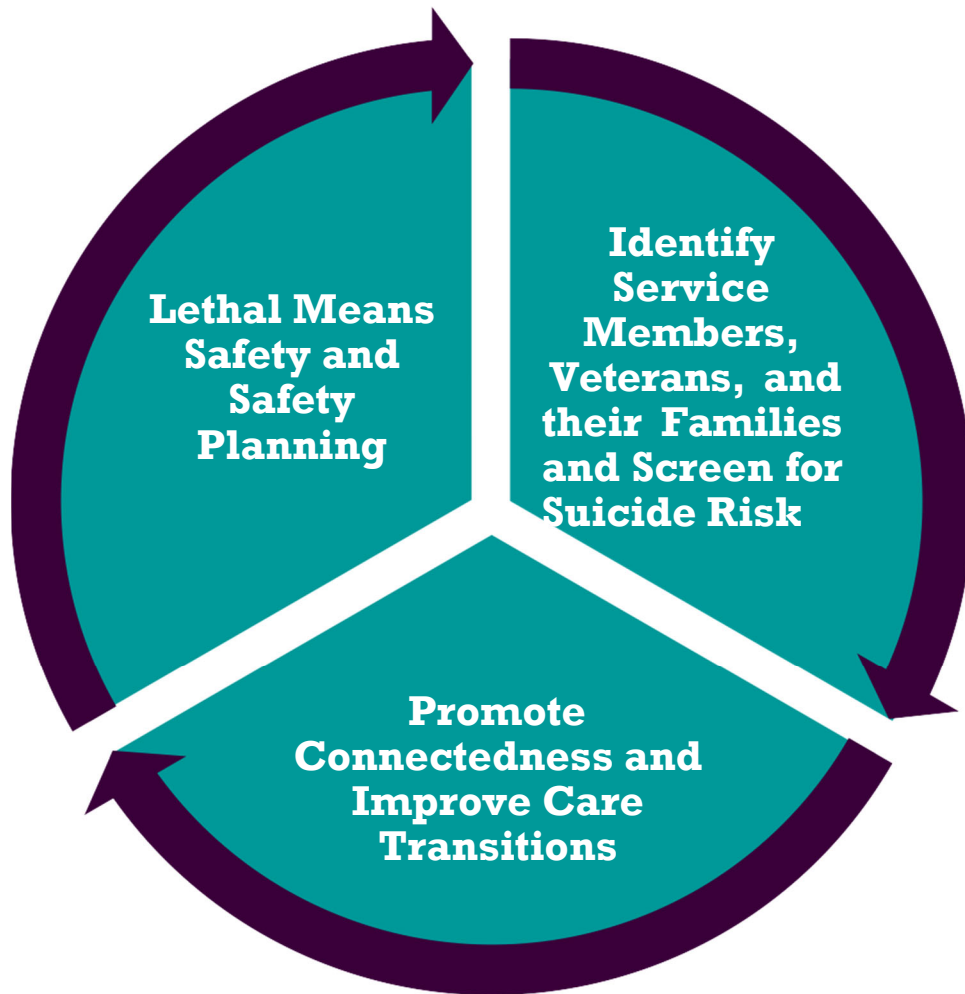 Identify
Service
Members,
Veterans, and
their Families
and Screen for
Suicide Risk
Promote
Connectedness and
Improve Care
Transitions
Lethal Means
Safety and
Safety
Planning